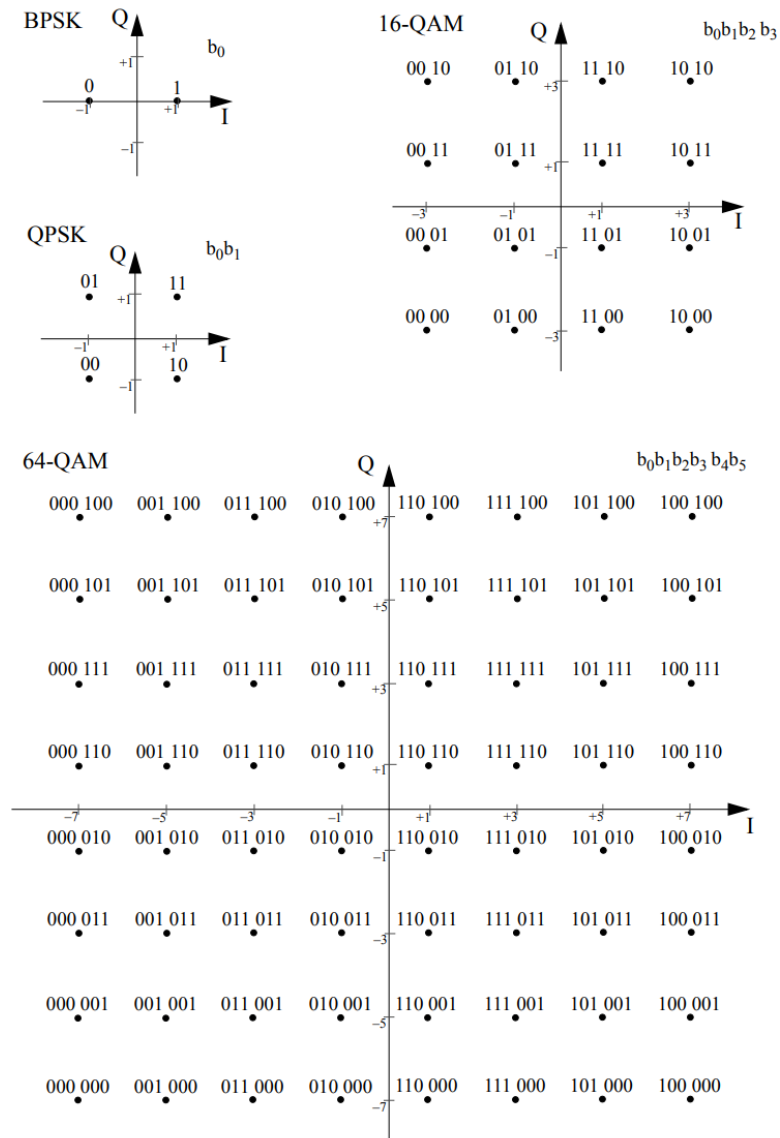 BPSK
Q
b0
+1
0 1
–1 +1
I
–1
16-QAM
Q
b0b1b2 b3
00 10 01 10 11 10 10 10
+3
00 11 01 11 11 11 10 11
+1
–3 –1 +1 +3
I
00 01 01 01 11 01 10 01
–1
00 00 01 00 11 00 10 00
–3
QPSK
Q
b0b1
01 11
+1
–1 +1
I
00 10
–1
64-QAM
Q
b0b1b2b3 b4b5
000 100 001 100 011 100 010 100 110 100 111 100 101 100 100 100
+7
000 101 001 101 011 101 010 101 110 101 111 101 101 101 100 101
+5
000 111 001 111 011 111 010 111 110 111 111 111 101 111 100 111
+3
000 110 001 110 011 110 010 110 110 110 111 110 101 110 100 110
+1
–7 –5 –3 –1 +1 +3 +5 +7
I
000 010 001 010 011 010 010 010 110 010 111 010 101 010 100 010
–1
000 011 001 011 011 011 010 011 110 011 111 011 101 011 100 011
–3
000 001 001 001 011 001 010 001 110 001 111 001 101 001 100 001
–5
000 000 001 000 011 000 010 000 110 000 111 000 101 000 100 000
–7